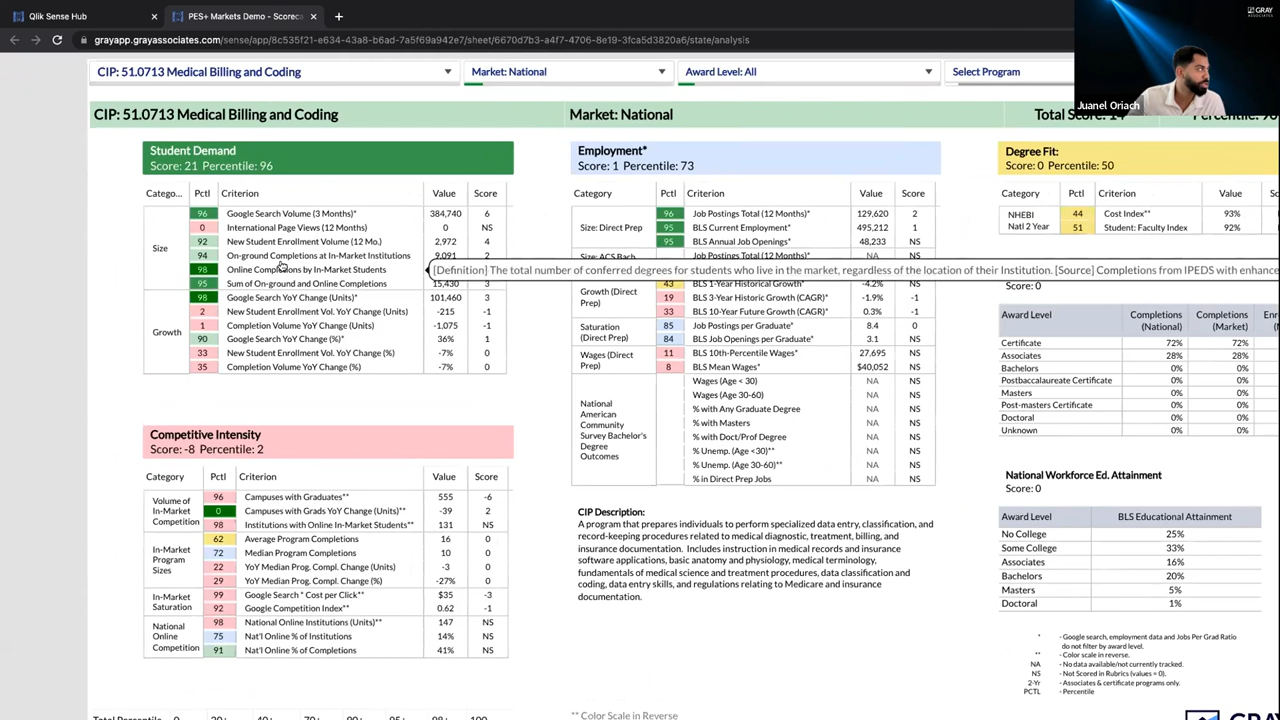 Qlik Sense Hub
PES+ Markets Demo - Scoreca
GRAY
ASSOCIATES
grayapp.grayassociates.com/sense/app/8c535f21-e634-43a8-b6ad-7a5f69a942e7/sheet/6670d7b3-a4f7-4706-8e19-3fca5d3820a6/state/analysis
CIP: 51.0713 Medical Billing and Coding
Market: National
Award Level: All
Select Program
Juanel Oriach
CIP: 51.0713 Medical Billing and Coding
Market: National
Student Demand
Score: 21 Percentile: 96
Catego... Pctl Criterion Value Score
Size
96 Google Search Volume (3 Months)* 384,740 6
0 International Page Views (12 Months) 0 NS
92 New Student Enrollment Volume (12 Mo.) 2,972 4
94 On-ground Completions at In-Market Institutions 9,091
98 Online Completions by In-Market Students
95 Sum of On-ground and Online Completions 15,430 3
Growth
98 Google Search YoY Change (Units)* 101,460 3
2 New Student Enrollment Vol. YoY Change (Units) -215 -1
1 Completion Volume YoY Change (Units) -1,075 -1
90 Google Search YoY Change (%)* 36% 1
33 New Student Enrollment Vol. YoY Change (%) -7% 0
35 Completion Volume YoY Change (%) -7% 0
[Definition] The total number of conferred degrees for students who live in the market, regardless of the location of their Institution. [Source] Completions from IPEDS with enhance
Competitive Intensity
Score: -8 Percentile: 2
Category Pctl Criterion Value Score
Volume of In-Market Competition
96 Campuses with Graduates** 555 -6
0 Campuses with Grads YoY Change (Units)** -39 2
98 Institutions with Online In-Market Students** 131 NS
In-Market Program Sizes
62 Average Program Completions 16 0
72 Median Program Completions 10 0
22 YoY Median Prog. Compl. Change (Units) -3 0
29 YoY Median Prog. Compl. Change (%) -27% 0
In-Market Saturation
99 Google Search * Cost per Click** $35 -3
92 Google Competition Index** 0.62 -1
National Online Competition
98 National Online Institutions (Units)** 147 NS
75 Nat'l Online % of Institutions 14% NS
91 Nat'l Online % of Completions 41% NS
Employment*
Score: 1 Percentile: 73
Category Pctl Criterion Value Score
Size: Direct Prep
96 Job Postings Total (12 Months)* 129,620 2
95 BLS Current Employment* 495,212 1
95 BLS Annual Job Openings* 48,233 NS
Job Postings Total (12 Months)* NA NS
Growth (Direct Prep)
43 BLS 1-Year Historical Growth* -4.2% NS
19 BLS 3-Year Historic Growth (CAGR)* -1.9% -1
33 BLS 10-Year Future Growth (CAGR)* 0.3% -1
Saturation (Direct Prep)
85 Job Postings per Graduate* 8.4 0
84 BLS Job Openings per Graduate* 3.1 NS
Wages (Direct Prep)
11 BLS 10th-Percentile Wages* 27,695 NS
8 BLS Mean Wages* $40,052 NS
National American Community Survey Bachelor's Degree Outcomes
Wages (Age < 30) NA NS
Wages (Age 30-60) NA NS
% with Any Graduate Degree NA NS
% with Masters NA NS
% with Doct/Prof Degree NA NS
% Unemp. (Age <30)** NA NS
% Unemp. (Age 30-60)** NA NS
% in Direct Prep Jobs NA NS
CIP Description:
A program that prepares individuals to perform specialized data entry, classification, and
record-keeping procedures related to medical diagnostic, treatment, billing, and
insurance documentation. Includes instruction in medical records and insurance
software applications, basic anatomy and physiology, medical terminology,
fundamentals of medical science and treatment procedures, data classification and
coding, data entry skills, and regulations relating to Medicare and insurance
documentation.
Degree Fit:
Score: 0 Percentile: 50
Category Pctl Criterion Value
NHEBI Natl 2 Year
44 Cost Index** 93%
51 Student: Faculty Index 92%
Score: 0
Award Level Completions (National) Completions (Market)
Certificate 72% 72%
Associates 28% 28%
Bachelors 0% 0%
Postbaccalaureate Certificate 0% 0%
Masters 0% 0%
Post-masters Certificate 0% 0%
Doctoral 0% 0%
Unknown 0% 0%
National Workforce Ed. Attainment
Score: 0
Award Level BLS Educational Attainment
No College 25%
Some College 33%
Associates 16%
Bachelors 20%
Masters 5%
Doctoral 1%
* - Google search, employment data and Jobs Per Grad Ratio
do not filter by award level.
** - Color scale in reverse.
NA - No data available/not currently tracked.
NS - Not Scored in Rubrics (values = 0).
2-Yr - Associates & certificate programs only.
PCTL - Percentile
** Color Scale in Reverse